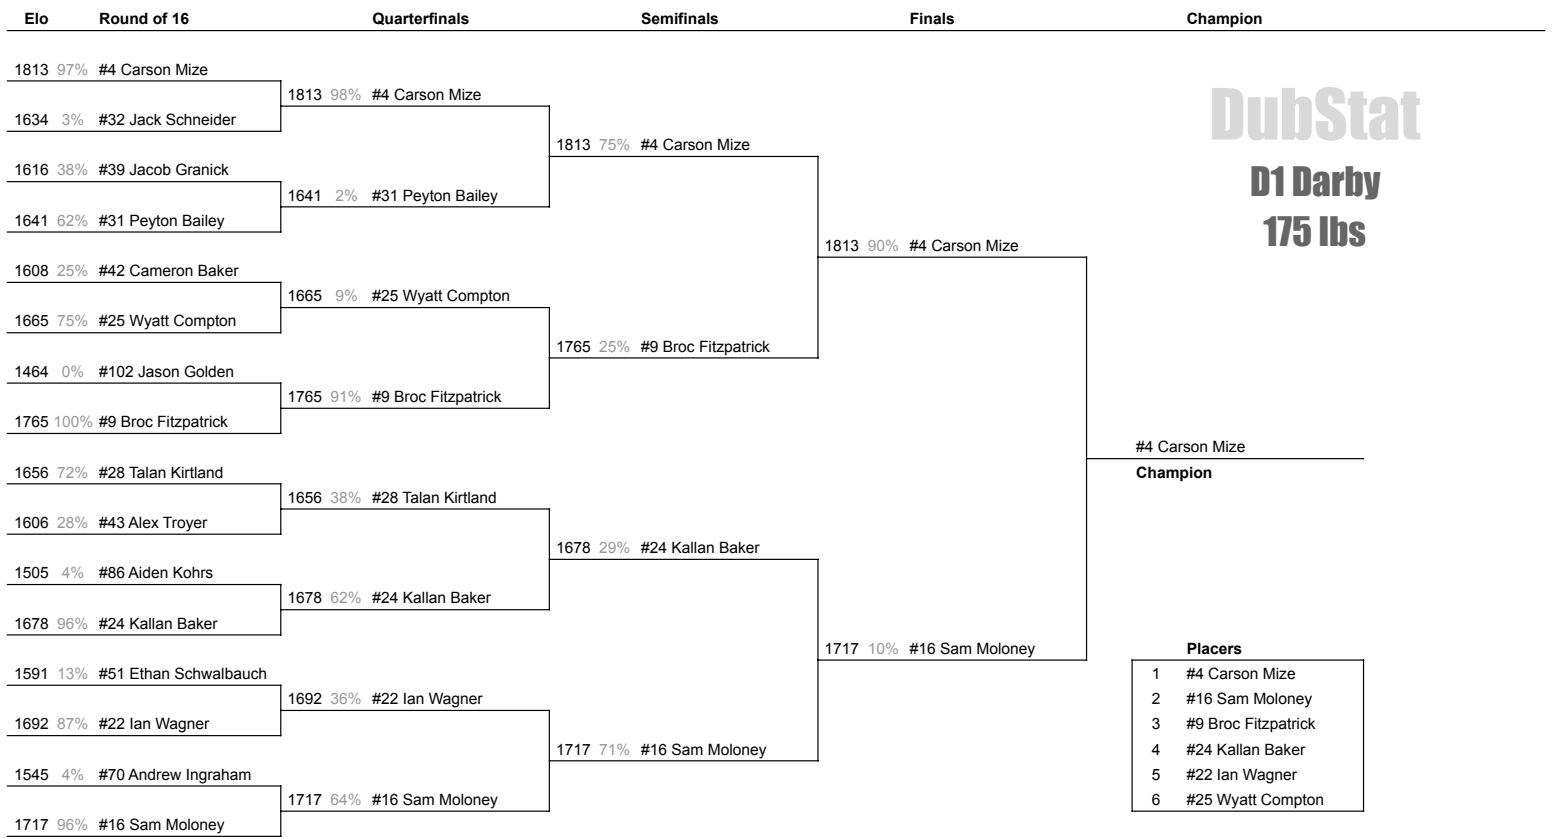 Elo Round of 16 Quarterfinals Semifinals Finals Champion
1813 97% #4 Carson Mize
1813 98% #4 Carson Mize
DubStat
1634 3% #32 Jack Schneider
1813 75% #4 Carson Mize
1616 38% #39 Jacob Granick
D1 Darby
1641 2% #31 Peyton Bailey
1641 62% #31 Peyton Bailey
175 lbs
1813 90% #4 Carson Mize
1608 25% #42 Cameron Baker
1665 9% #25 Wyatt Compton
1665 75% #25 Wyatt Compton
1765 25% #9 Broc Fitzpatrick
1464 0% #102 Jason Golden
1765 91% #9 Broc Fitzpatrick
1765 100% #9 Broc Fitzpatrick
#4 Carson Mize
1656 72% #28 Talan Kirtland
Champion
1656 38% #28 Talan Kirtland
1606 28% #43 Alex Troyer
1678 29% #24 Kallan Baker
1505 4% #86 Aiden Kohrs
1678 62% #24 Kallan Baker
1678 96% #24 Kallan Baker
1717 10% #16 Sam Moloney
Placers
1591 13% #51 Ethan Schwalbauch
1 #4 Carson Mize
1692 36% #22 Ian Wagner
2 #16 Sam Moloney
1692 87% #22 Ian Wagner
3 #9 Broc Fitzpatrick
1717 71% #16 Sam Moloney
4 #24 Kallan Baker
1545 4% #70 Andrew Ingraham
5 #22 Ian Wagner
1717 64% #16 Sam Moloney
6 #25 Wyatt Compton
1717 96% #16 Sam Moloney